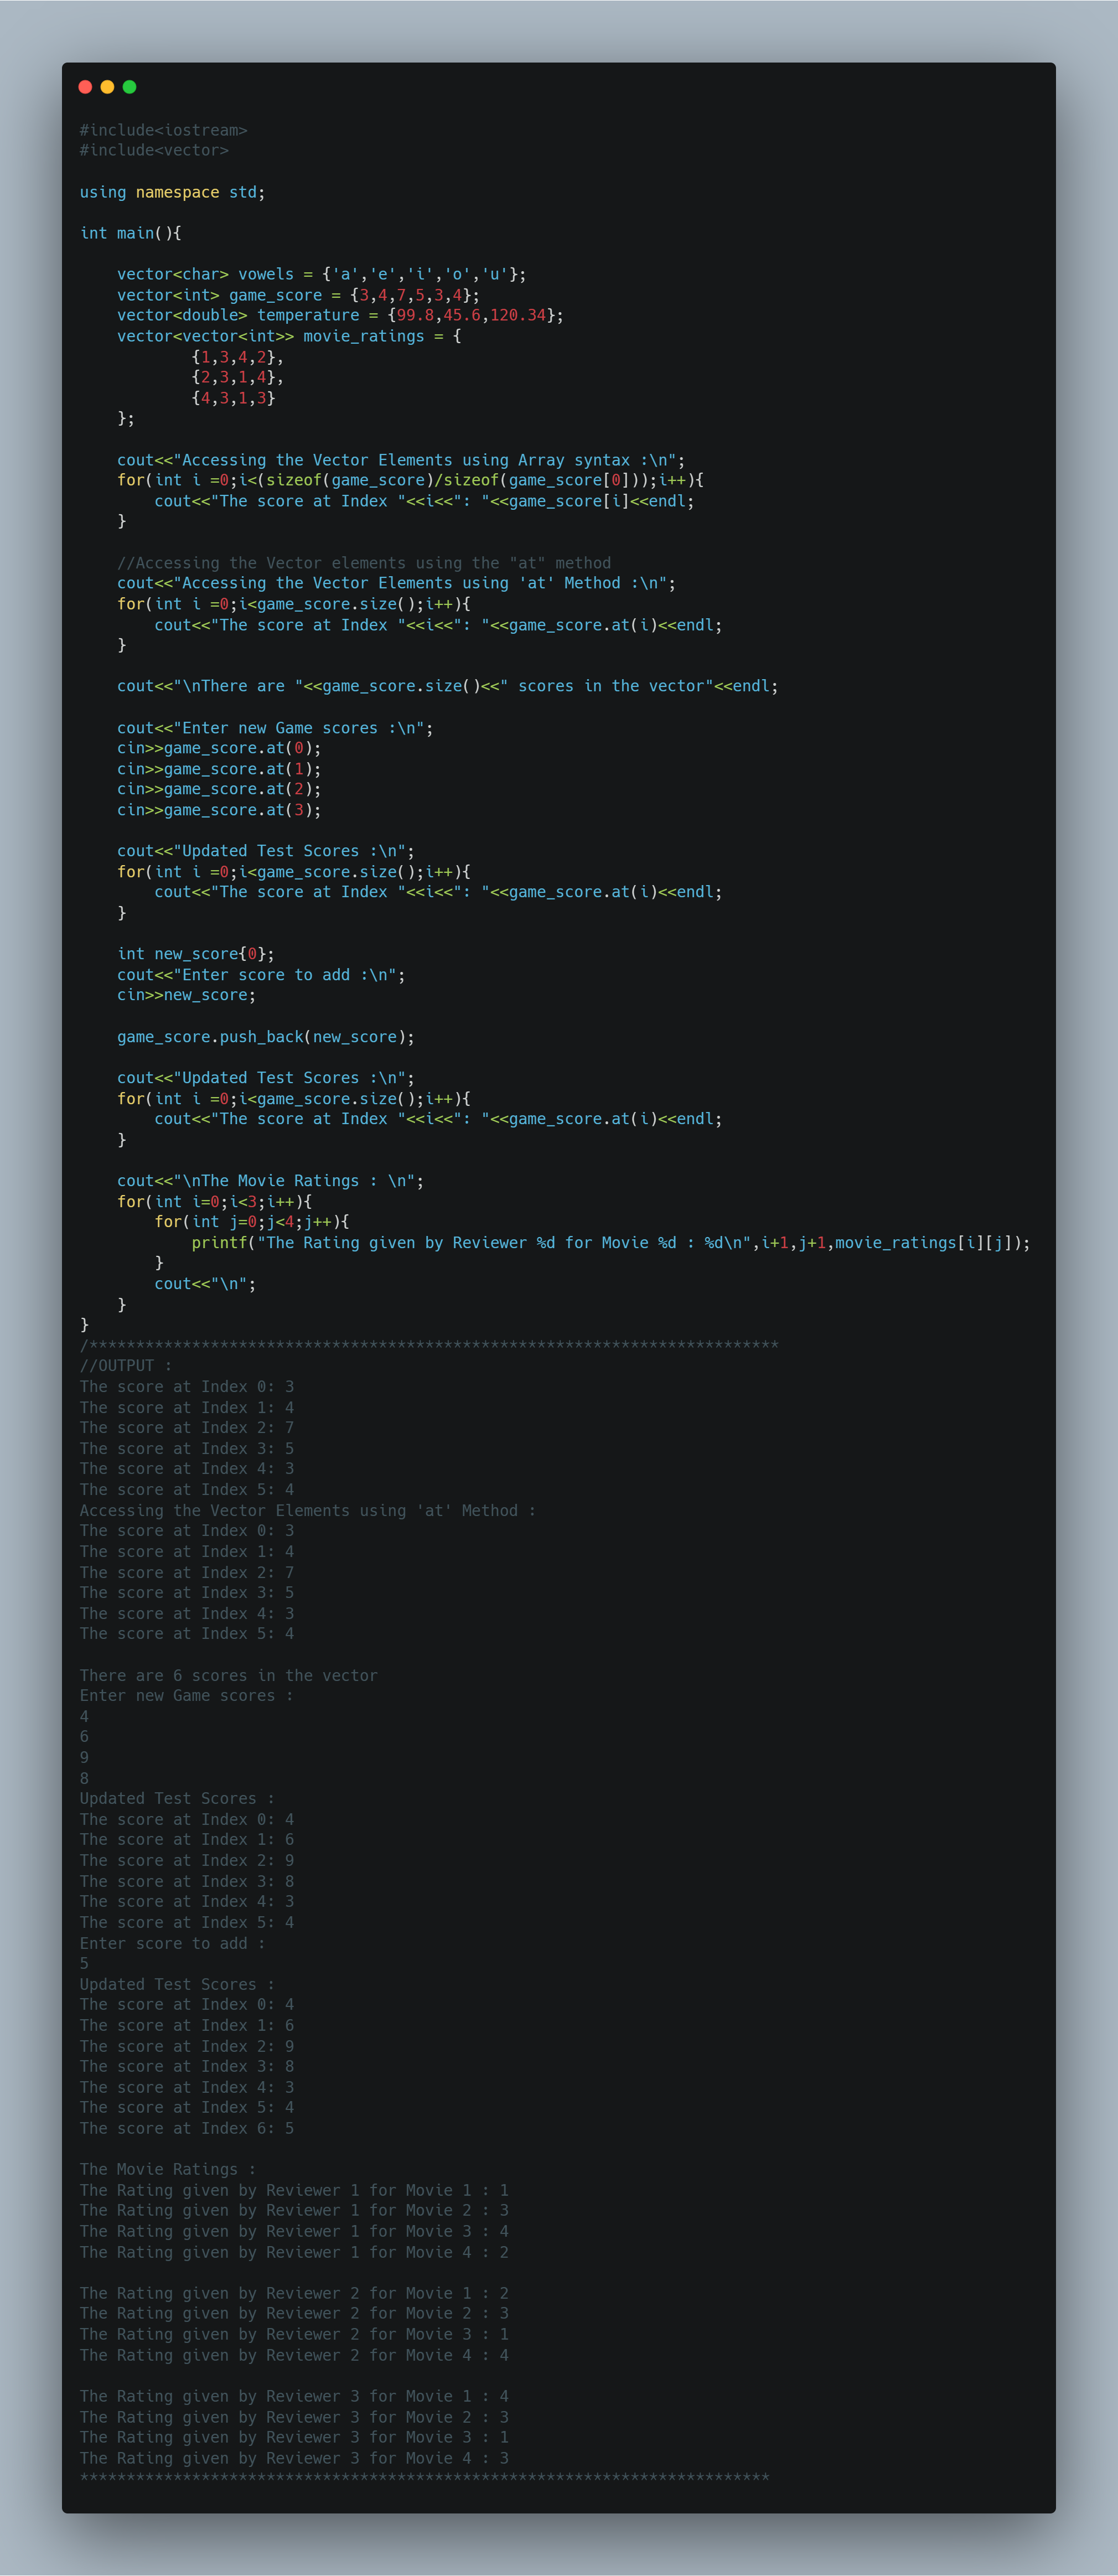 #include<iostream>
#include<vector>

using namespace std;

int main(){

    vector<char> vowels = {'a','e','i','o','u'};
    vector<int> game_score = {3,4,7,5,3,4};
    vector<double> temperature = {99.8,45.6,120.34};
    vector<vector<int>> movie_ratings = {
            {1,3,4,2},
            {2,3,1,4},
            {4,3,1,3}
    };

    cout<<"Accessing the Vector Elements using Array syntax :\n";
    for(int i =0;i<(sizeof(game_score)/sizeof(game_score[0]));i++){
        cout<<"The score at Index "<<i<<": "<<game_score[i]<<endl;
    }

    //Accessing the Vector elements using the "at" method
    cout<<"Accessing the Vector Elements using 'at' Method :\n";
    for(int i =0;i<game_score.size();i++){
        cout<<"The score at Index "<<i<<": "<<game_score.at(i)<<endl;
    }

    cout<<"\nThere are "<<game_score.size()<<" scores in the vector"<<endl;

    cout<<"Enter new Game scores :\n";
    cin>>game_score.at(0);
    cin>>game_score.at(1);
    cin>>game_score.at(2);
    cin>>game_score.at(3);

    cout<<"Updated Test Scores :\n";
    for(int i =0;i<game_score.size();i++){
        cout<<"The score at Index "<<i<<": "<<game_score.at(i)<<endl;
    }

    int new_score{0};
    cout<<"Enter score to add :\n";
    cin>>new_score;

    game_score.push_back(new_score);

    cout<<"Updated Test Scores :\n";
    for(int i =0;i<game_score.size();i++){
        cout<<"The score at Index "<<i<<": "<<game_score.at(i)<<endl;
    }

    cout<<"\nThe Movie Ratings : \n";
    for(int i=0;i<3;i++){
        for(int j=0;j<4;j++){
            printf("The Rating given by Reviewer %d for Movie %d : %d\n",i+1,j+1,movie_ratings[i][j]);
        }
        cout<<"\n";
    }
}
/**************************************************************************
//OUTPUT :
The score at Index 0: 3
The score at Index 1: 4
The score at Index 2: 7
The score at Index 3: 5
The score at Index 4: 3
The score at Index 5: 4
Accessing the Vector Elements using 'at' Method :
The score at Index 0: 3
The score at Index 1: 4
The score at Index 2: 7
The score at Index 3: 5
The score at Index 4: 3
The score at Index 5: 4

There are 6 scores in the vector
Enter new Game scores :
4
6
9
8
Updated Test Scores :
The score at Index 0: 4
The score at Index 1: 6
The score at Index 2: 9
The score at Index 3: 8
The score at Index 4: 3
The score at Index 5: 4
Enter score to add :
5
Updated Test Scores :
The score at Index 0: 4
The score at Index 1: 6
The score at Index 2: 9
The score at Index 3: 8
The score at Index 4: 3
The score at Index 5: 4
The score at Index 6: 5

The Movie Ratings :
The Rating given by Reviewer 1 for Movie 1 : 1
The Rating given by Reviewer 1 for Movie 2 : 3
The Rating given by Reviewer 1 for Movie 3 : 4
The Rating given by Reviewer 1 for Movie 4 : 2

The Rating given by Reviewer 2 for Movie 1 : 2
The Rating given by Reviewer 2 for Movie 2 : 3
The Rating given by Reviewer 2 for Movie 3 : 1
The Rating given by Reviewer 2 for Movie 4 : 4

The Rating given by Reviewer 3 for Movie 1 : 4
The Rating given by Reviewer 3 for Movie 2 : 3
The Rating given by Reviewer 3 for Movie 3 : 1
The Rating given by Reviewer 3 for Movie 4 : 3
**************************************************************************